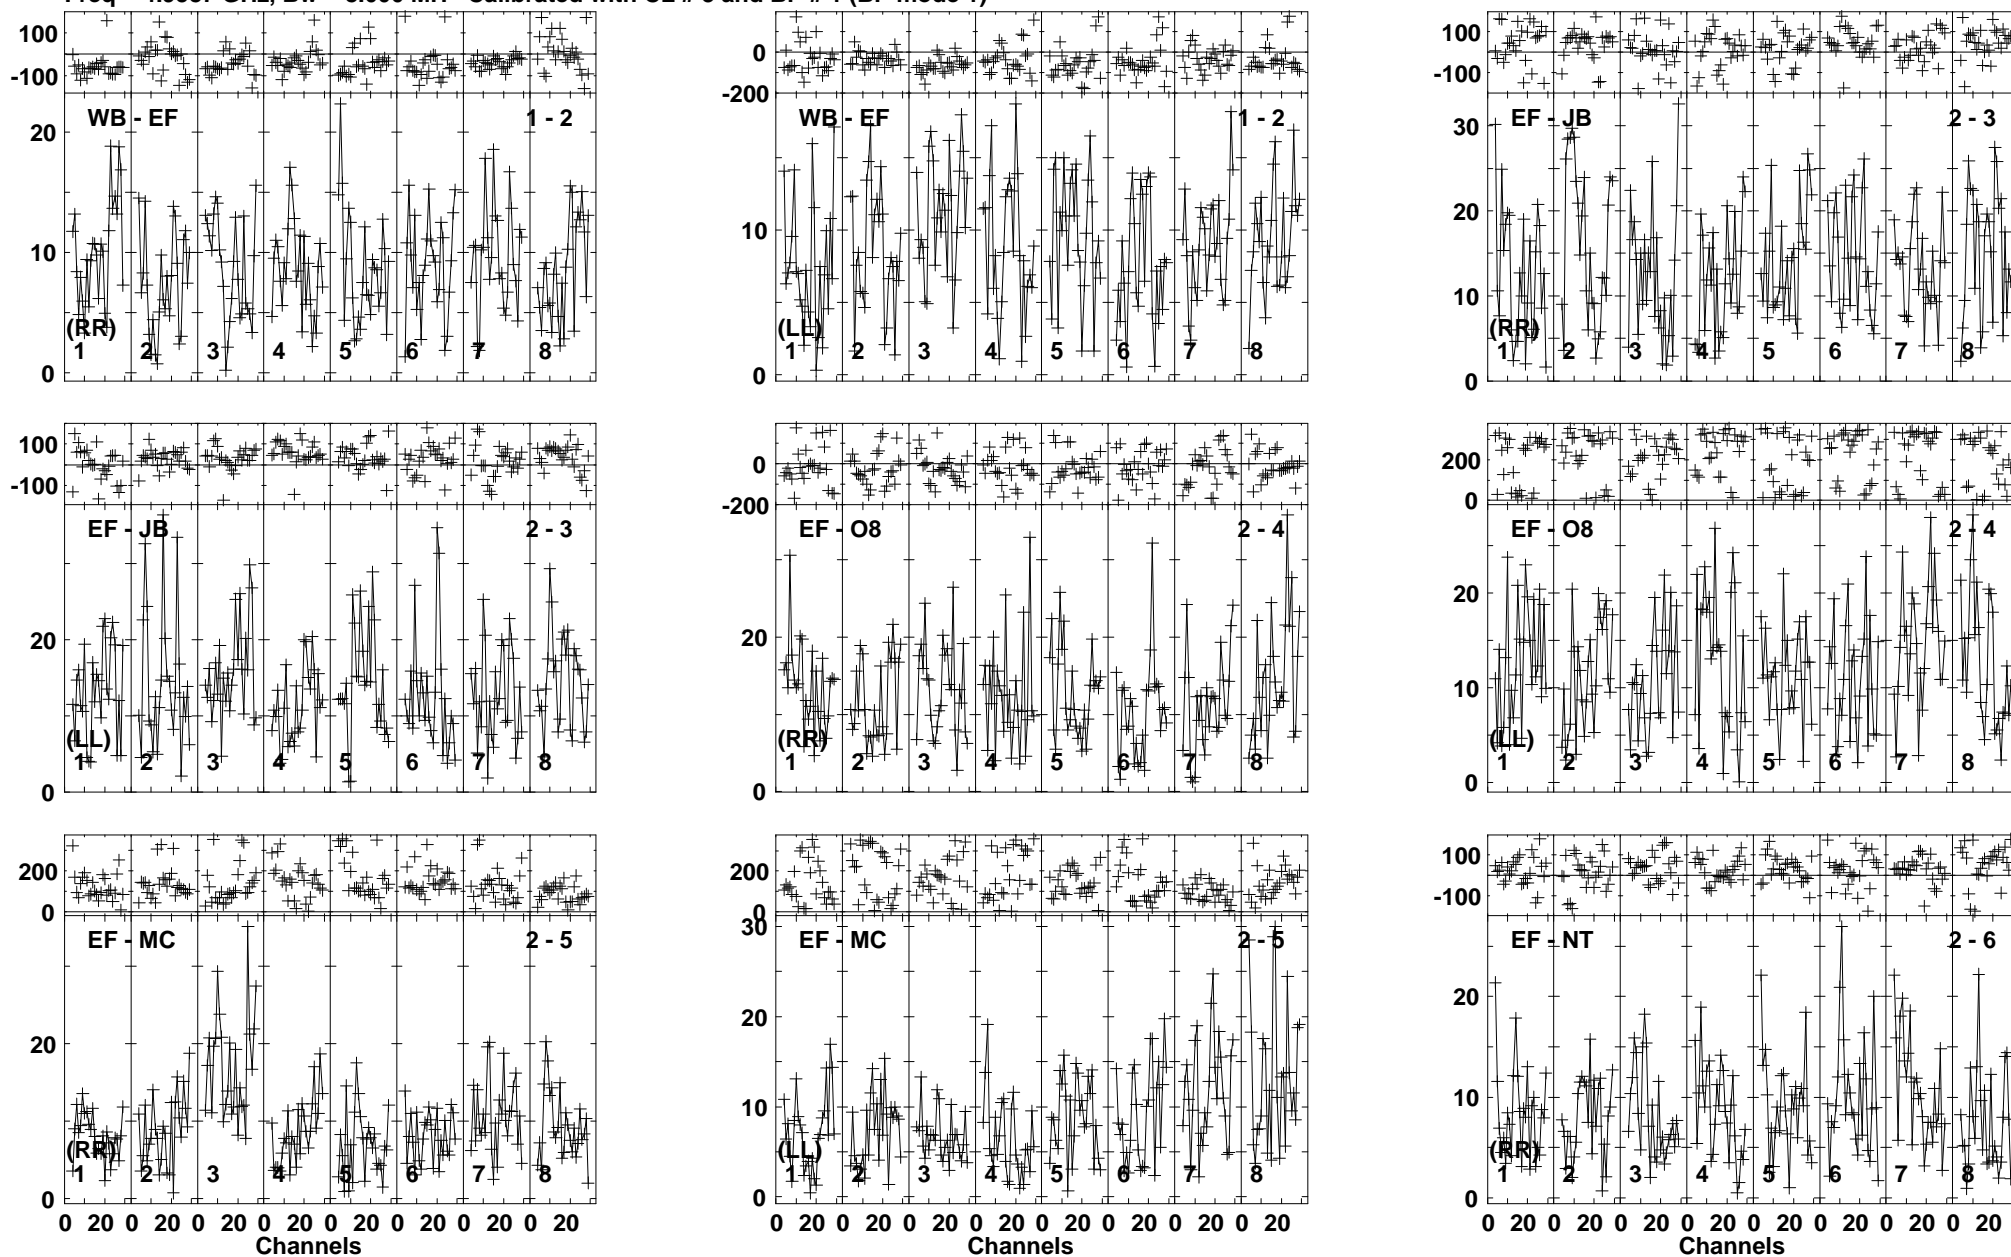 100 100
0
-100 -200 -100
WB - EF 1 - 2 WB - EF 1 - 2 EF - JB 2 - 3
20 10 0 10 0 30 20 10 0
(RR) (LL) (RR)
1 2 3 4 5 6 7 8 1 2 3 4 5 6 7 8 1 2 3 4 5 6 7 8
100 -100 0 -200 200 0
EF - JB 2 - 3 EF - O8 2 - 4 EF - O8 2 - 4
20 0 20 0 20 10 0
(LL) (RR) (LL)
1 2 3 4 5 6 7 8 1 2 3 4 5 6 7 8 1 2 3 4 5 6 7 8
200 0 200 0 100 -100
EF - MC 2 - 5 EF - MC 2 - 5 EF - NT 2 - 6
20 0 30 20 10 0 20 10 0
(RR) (LL) (RR)
1 2 3 4 5 6 7 8 1 2 3 4 5 6 7 8 1 2 3 4 5 6 7 8
0 20 0 20 0 20 0 20 0 20 0 20 0 20 0 20 0 20 0 20 0 20 0 20 0 20 0 20 0 20 0 20 0 20 0 20 0 20 0 20 0 20 0 20 0 20 0 20
Channels Channels Channels